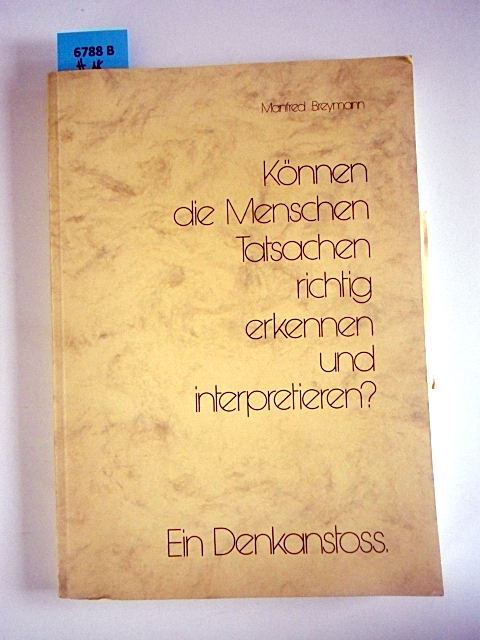 6788 B
Manfred Breymann
Können
die Menschen
Tatsachen
richtig
erkennen
und
interpretieren?
Ein Denkanstoss.